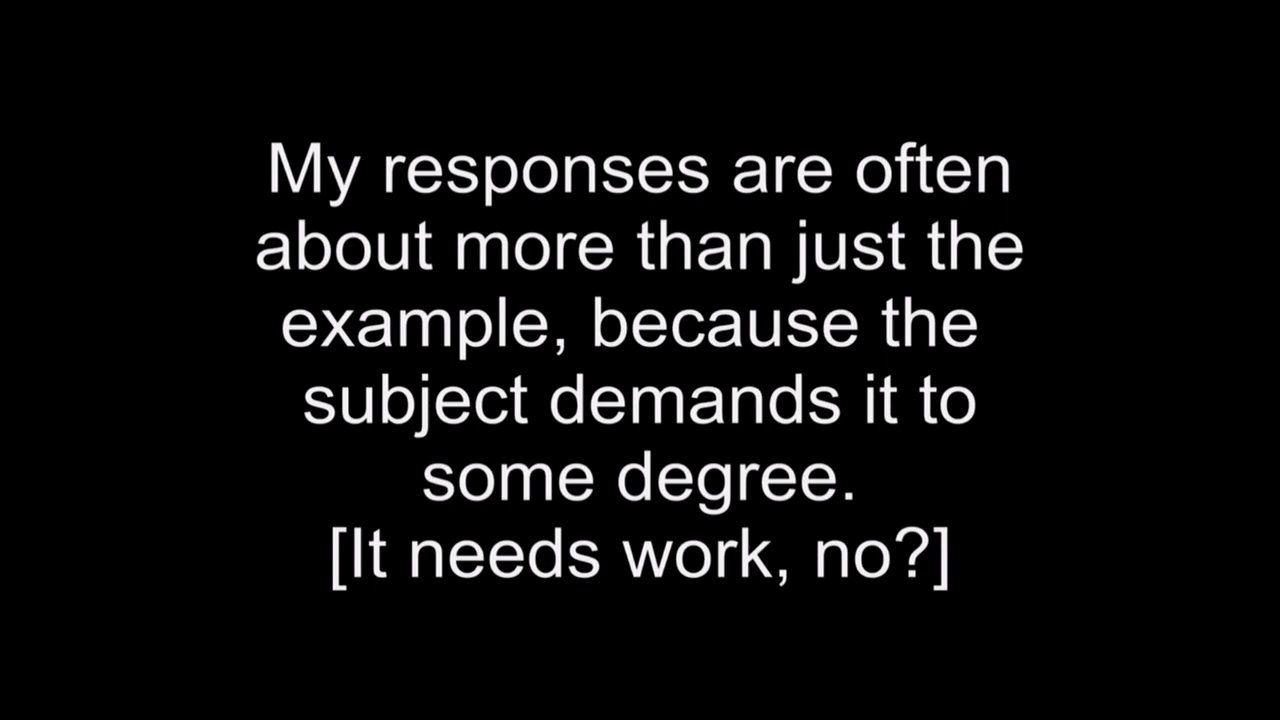 My responses are often
about more than just the
example, because the
subject demands it to
some degree.
[It needs work, no?]